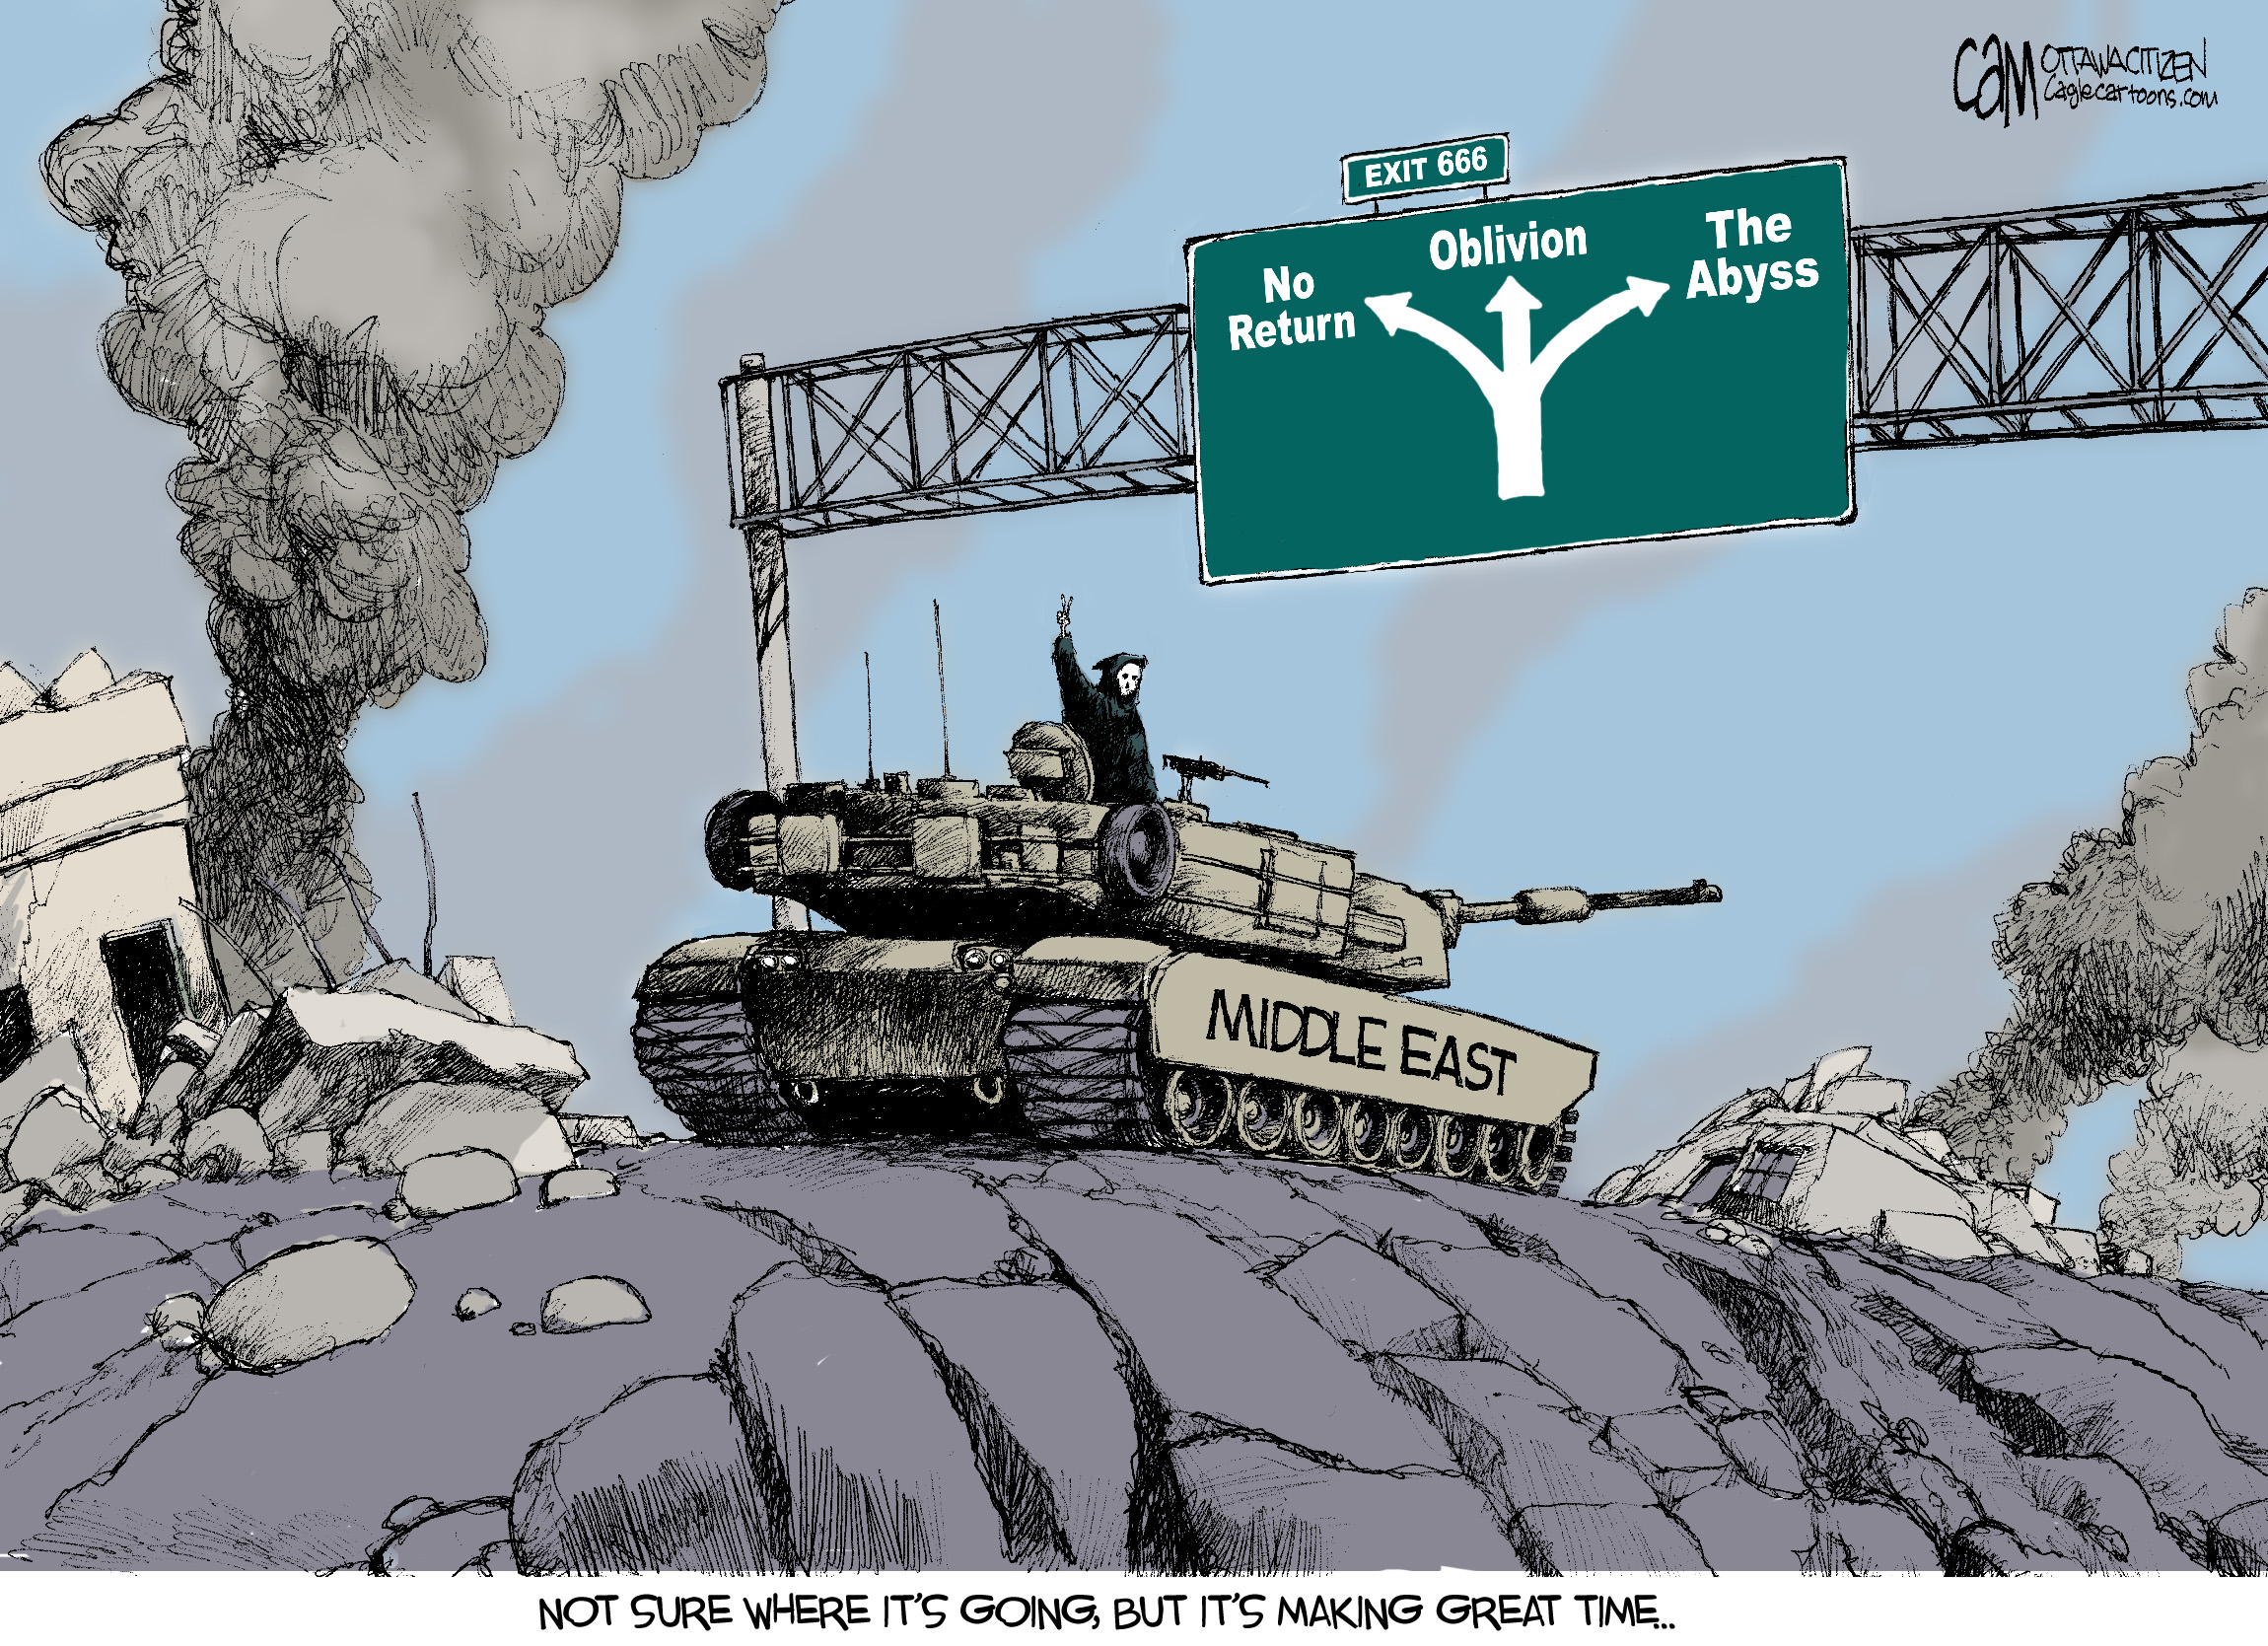 CAM OTTAWACITIZEN
Caglecartoons.com
EXIT 666
No
Return
Oblivion
The
Abyss
MIDDLE EAST
NOT SURE WHERE IT'S GOING, BUT IT'S MAKING GREAT TIME...